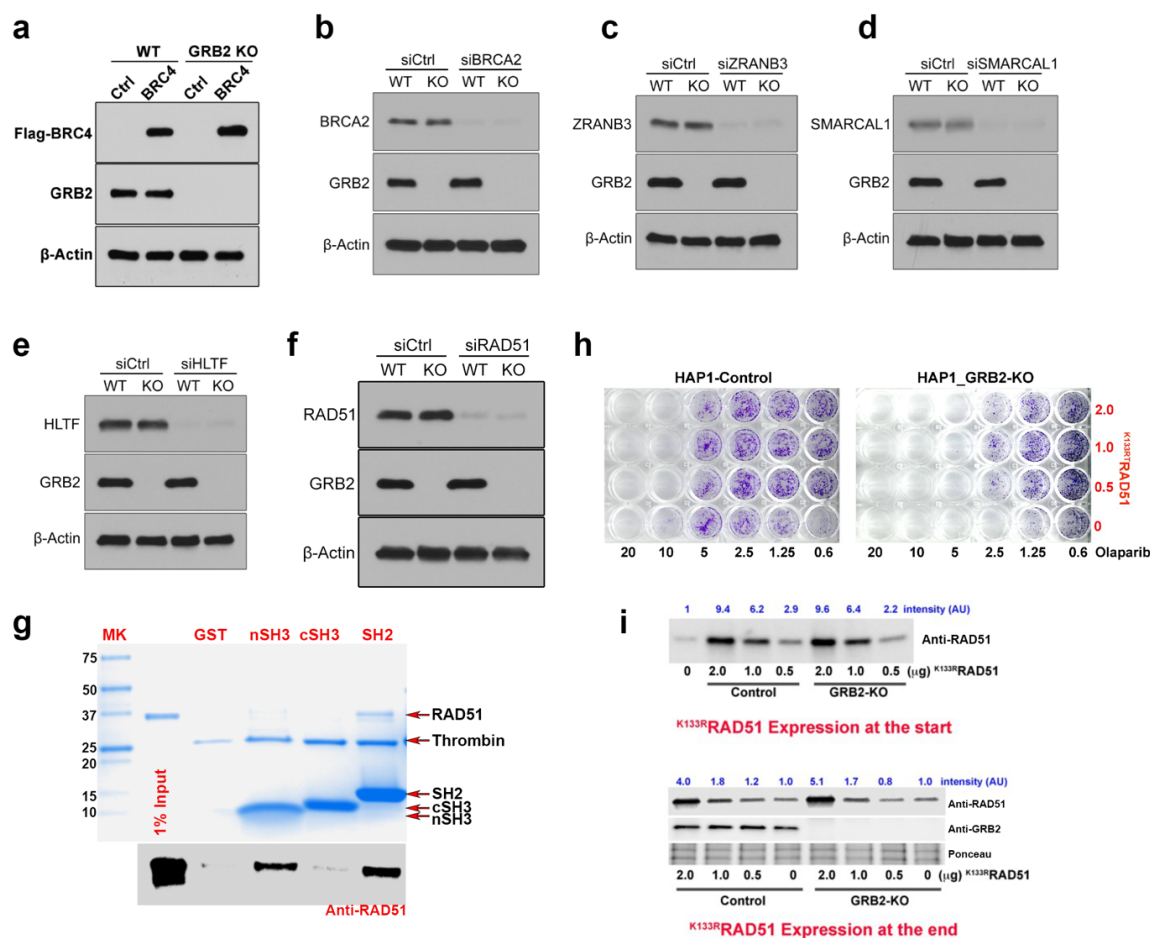 a
WT GRB2 KO
Ctrl BRC4 Ctrl BRC4
Flag-BRC4
GRB2
β-Actin
b
siCtrl siBRCA2
WT KO WT KO
BRCA2
GRB2
β-Actin
c
siCtrl siZRANB3
WT KO WT KO
ZRANB3
GRB2
β-Actin
d
siCtrl siSMARCAL1
WT KO WT KO
SMARCAL1
GRB2
β-Actin
e
siCtrl siHLTF
WT KO WT KO
HLTF
GRB2
β-Actin
f
siCtrl siRAD51
WT KO WT KO
RAD51
GRB2
β-Actin
h
HAP1-Control HAP1_GRB2-KO
2.0
1.0
0.5
0
K133RTRAD51
20 10 5 2.5 1.25 0.6 20 10 5 2.5 1.25 0.6 Olaparib
g
MK GST nSH3 cSH3 SH2
75
50
37
25
20
15
10
1% Input
RAD51
Thrombin
SH2
cSH3
nSH3
Anti-RAD51
i
1 9.4 6.2 2.9 9.6 6.4 2.2 intensity (AU)
Anti-RAD51
0 2.0 1.0 0.5 2.0 1.0 0.5 (μg) K133RRAD51
Control GRB2-KO
K133RRAD51 Expression at the start
4.0 1.8 1.2 1.0 5.1 1.7 0.8 1.0 intensity (AU)
Anti-RAD51
Anti-GRB2
Ponceau
2.0 1.0 0.5 0 2.0 1.0 0.5 0 (μg) K133RRAD51
Control GRB2-KO
K133RRAD51 Expression at the end